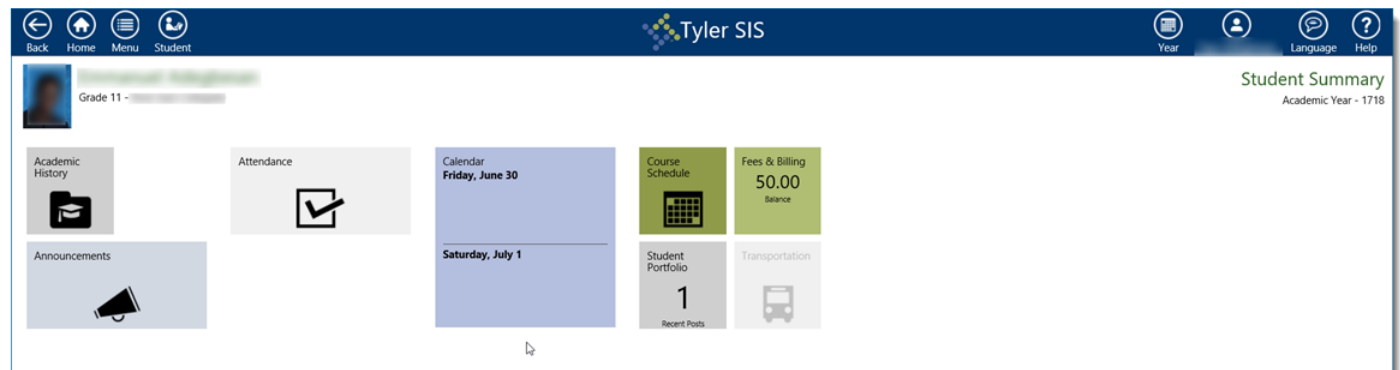 Back
Home
Menu
Student
Tyler SIS
Year
Language
Help
Grade 11 -
Student Summary
Academic Year - 1718
Academic
History
Attendance
Calendar
Friday, June 30
Saturday, July 1
Course
Schedule
Fees & Billing
50.00
Balance
Announcements
Student
Portfolio
1
Recent Posts
Transportation